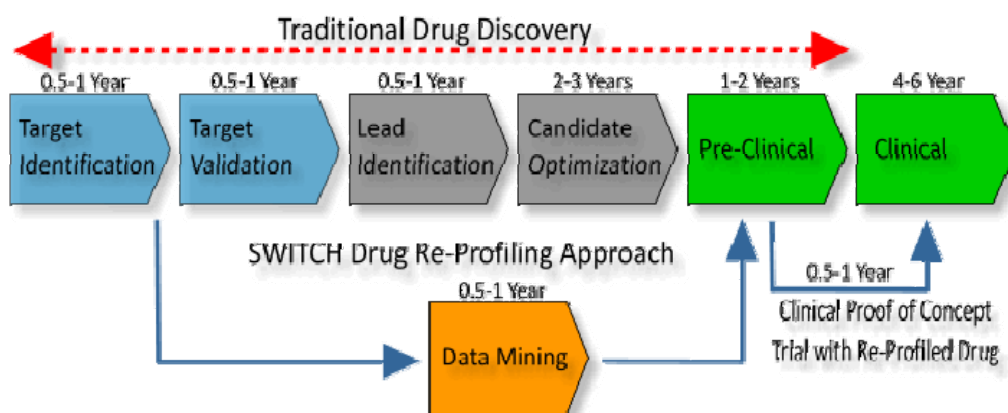 Traditional Drug Discovery
0.5-1 Year
0.5-1 Year
0.5-1 Year
2-3 Years
1-2 Years
4-6 Year
Target
Identification
Target
Validation
Lead
Identification
Candidate
Optimization
Pre-Clinical
Clinical
SWITCH Drug Re-Profiling Approach
0.5-1 Year
Data Mining
0.5-1 Year
Clinical Proof of Concept
Trial with Re-Profiled Drug